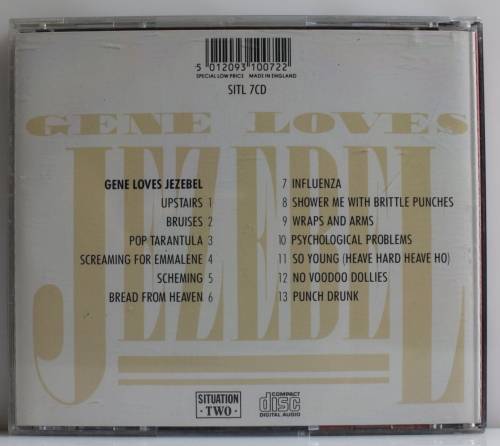 5 012093 100722
SPECIAL LOW PRICE MADE IN ENGLAND
SITL 7CD
GENE LOVES
JEZEBEL
GENE LOVES JEZEBEL
UPSTAIRS 1
BRUISES 2
POP TARANTULA 3
SCREAMING FOR EMMALENE 4
SCHEMING 5
BREAD FROM HEAVEN 6
7 INFLUENZA
8 SHOWER ME WITH BRITTLE PUNCHES
9 WRAPS AND ARMS
10 PSYCHOLOGICAL PROBLEMS
11 SO YOUNG (HEAVE HARD HEAVE HO)
12 NO VOODOO DOLLIES
13 PUNCH DRUNK
SITUATION
TWO
COMPACT
disc
DIGITAL AUDIO